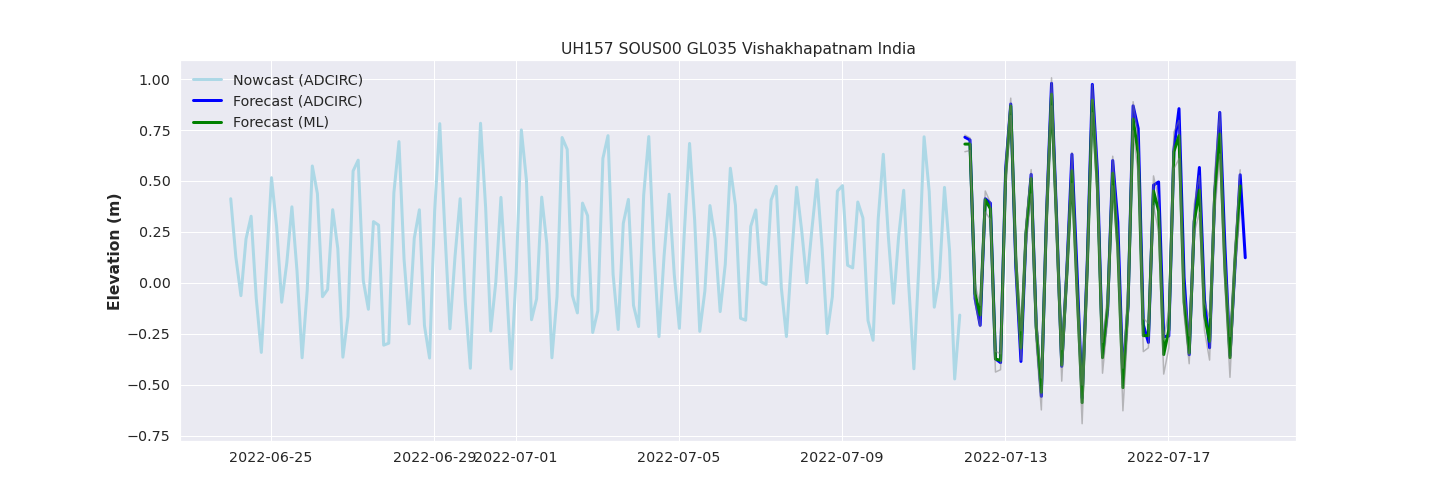 UH157 SOUS00 GL035 Vishakhapatnam India
Nowcast (ADCIRC)
Forecast (ADCIRC)
Forecast (ML)
Elevation (m)
1.00
0.75
0.50
0.25
0.00
−0.25
−0.50
−0.75
2022-06-25 2022-06-29 2022-07-01 2022-07-05 2022-07-09 2022-07-13 2022-07-17